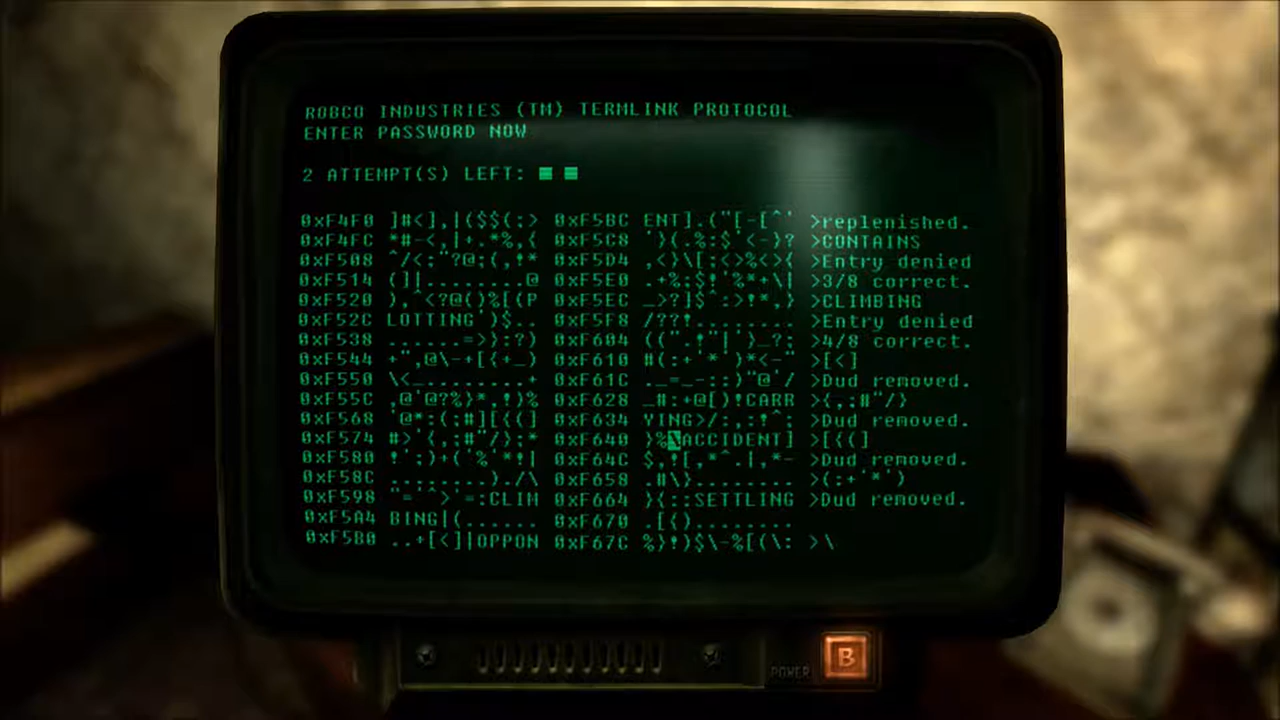 ROBCO INDUSTRIES (TM) TERMLINK PROTOCOL
ENTER PASSWORD NOW
2 ATTEMPT(S) LEFT: ■ ■
0xF4F0 ]#<],|($$(:> 0xF5BC ENT].("[-[^' >replenished.
0xF4FC *#-<,|+.*%,{ 0xF5C8 '}(.%:$'<-}? >CONTAINS
0xF508 ^/<:"?@;(,!* 0xF5D4 ,<}\[:<>%<>{ >Entry denied
0xF514 (]|........@ 0xF5E0 .+%;$!'%*+\| >3/8 correct.
0xF520 ),^<?@()%[(P 0xF5EC _>?]$^:>!*,} >CLIMBING
0xF52C LOTTING')$.. 0xF5F8 /??!........ >Entry denied
0xF538 ......=>}:?) 0xF604 ((".!"|'}_?; >4/8 correct.
0xF544 +",@\-+[{+_) 0xF610 #(:+'*')*<-" >[<]
0xF550 \<_........+ 0xF61C ._=_-::)"@'/ >Dud removed.
0xF55C ,@'@?%}*,!)% 0xF628 _#:+@[)!CARR >{,:#"/}
0xF568 '@*:(:#][{(] 0xF634 YING>/:,:!^; >Dud removed.
0xF574 #>`'{,:#"/}:* 0xF640 }%\ACCIDENT] >[{(]
0xF580 !':)+('%'*!| 0xF64C $,![,*^.|,*- >Dud removed.
0xF58C ........)./\ 0xF658 .#\}........ >(:+'*')
0xF598 "=^^>'=:CLIM 0xF664 }{::SETTLING >Dud removed.
0xF5A4 BING|(...... 0xF670 .[{)........
0xF5B0 ..+[<]|OPPON 0xF67C %}!)$\-%[(\: >\
POWER
B